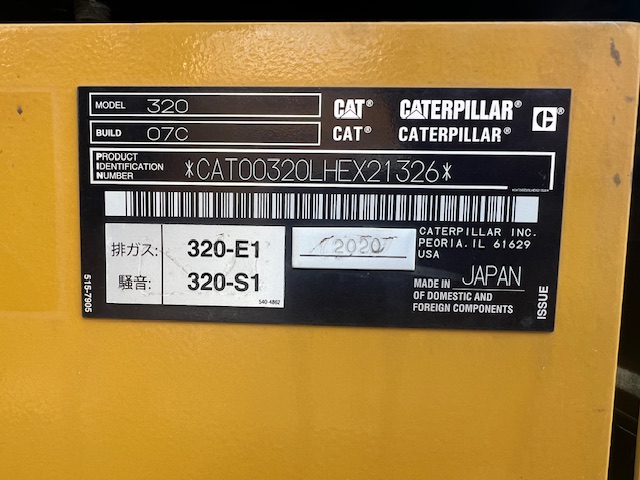 MODEL 320
BUILD 07C
CAT® CATERPILLAR® C
CAT® CATERPILLAR®
PRODUCT IDENTIFICATION NUMBER *CAT00320LHEX21326*
排ガス: 320-E1
騒音: 320-S1
540-4862
2020
CATERPILLAR INC.
PEORIA. IL 61629
USA
MADE IN JAPAN
OF DOMESTIC AND
FOREIGN COMPONENTS
ISSUE
515-7905